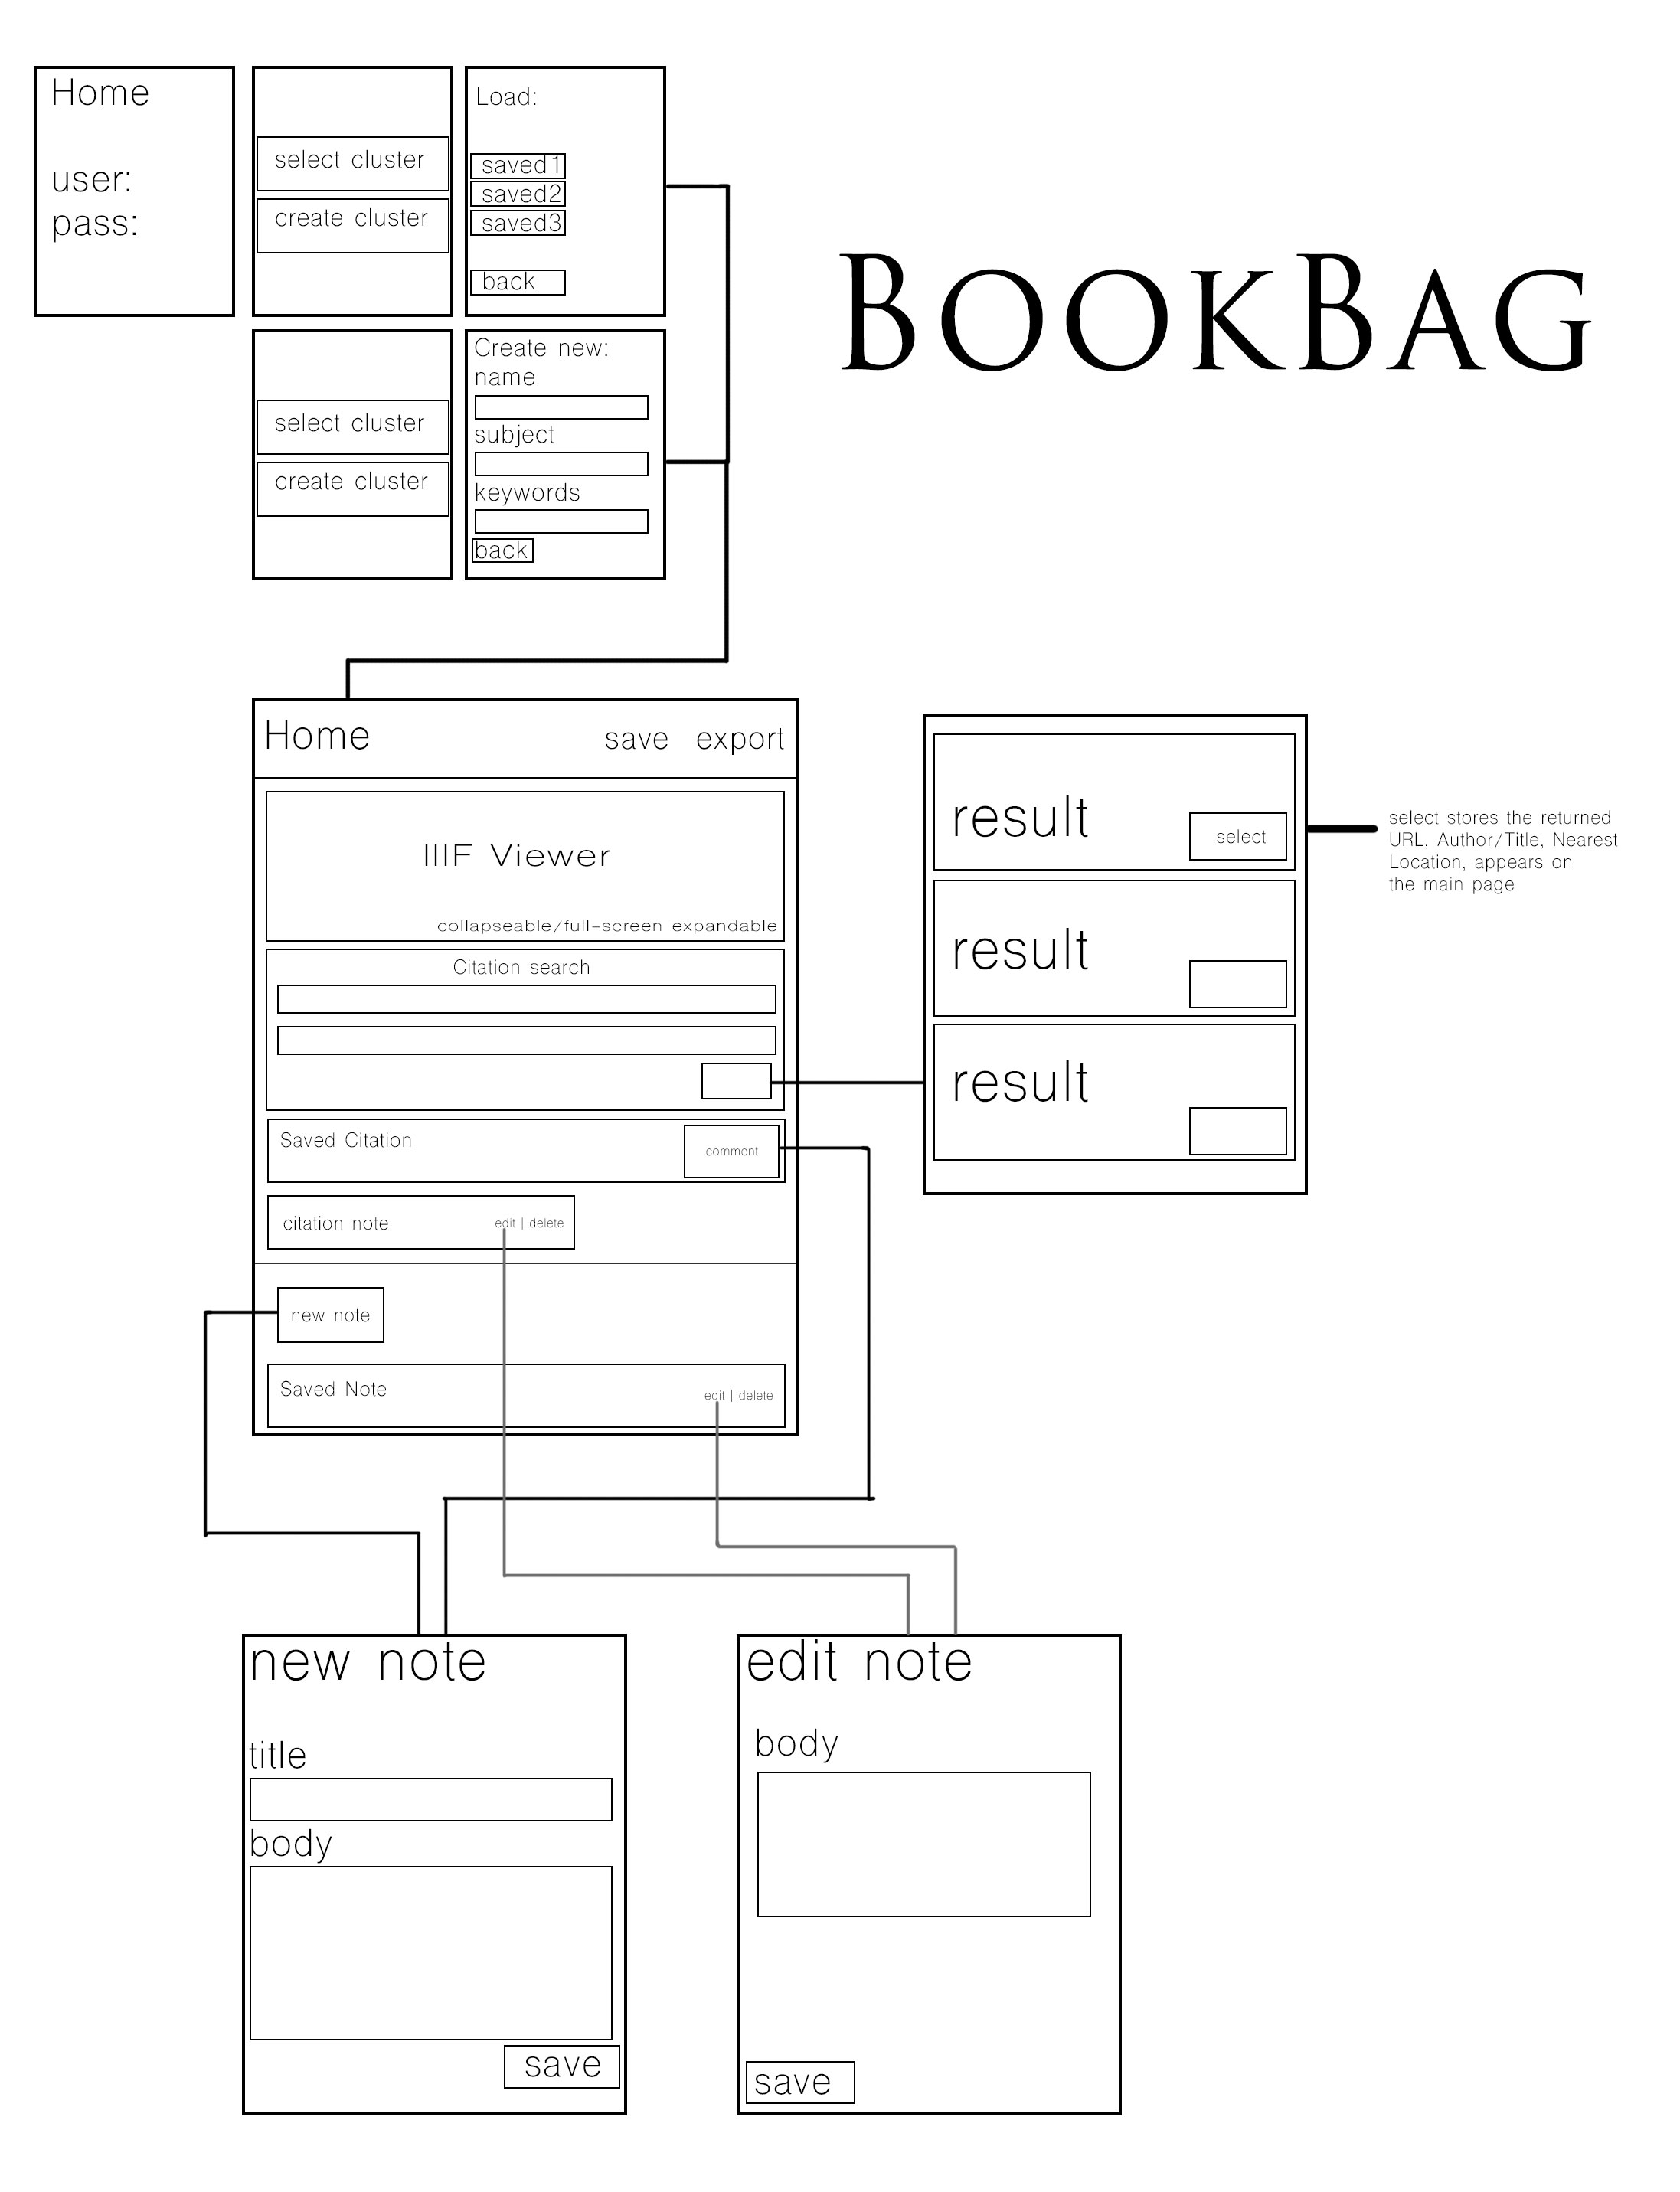 Home
user:
pass:
select cluster
create cluster
Load:
saved1
saved2
saved3
back
BookBag
select cluster
create cluster
Create new:
name
subject
keywords
back
Home save export
IIIF Viewer
collapseable/full-screen expandable
Citation search
Saved Citation comment
citation note edit | delete
new note
Saved Note edit | delete
result
select
result
result
select stores the returned
URL, Author/Title, Nearest
Location, appears on
the main page
new note
title
body
save
edit note
body
save